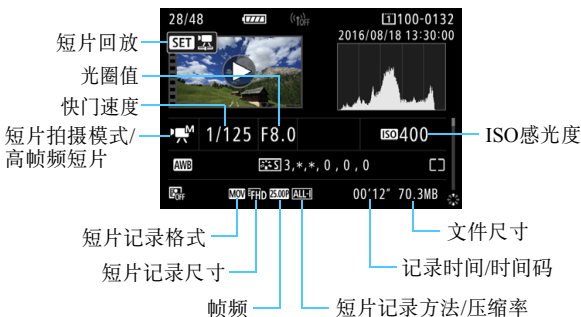 28/48 OFF 1 100-0132
2016/08/18 13:30:00
短片回放
SET
光圈值
快门速度
短片拍摄模式/
高帧频短片
M 1/125 F8.0 ISO 400
ISO感光度
AWB S 3,*,*,0,0,0
OFF MOV FHD 25.00P ALL-I 00'12" 70.3MB
短片记录格式
文件尺寸
短片记录尺寸
记录时间/时间码
帧频
短片记录方法/压缩率